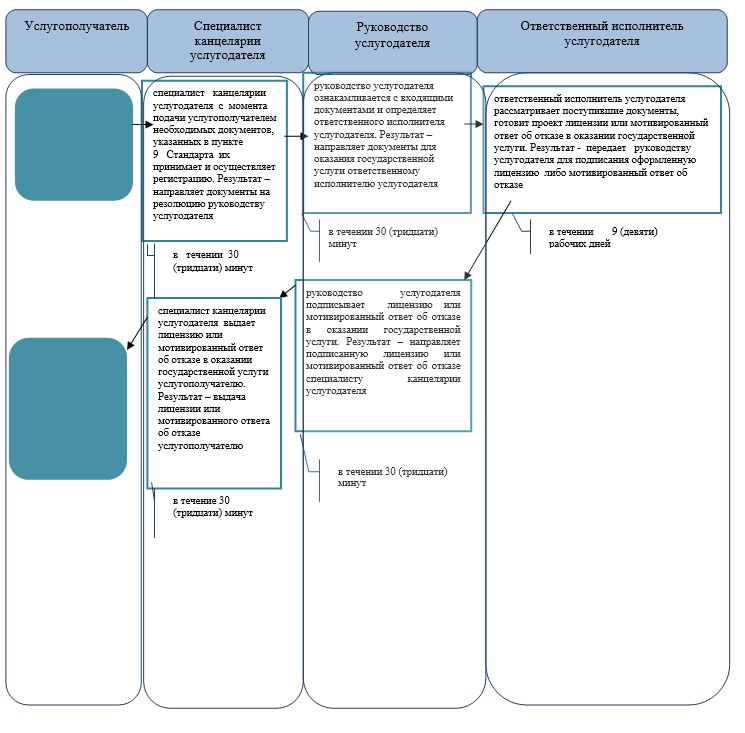 Услугополучатель
Специалист
канцелярии
услугодателя
Руководство
услугодателя
Ответственный исполнитель
услугодателя
специалист канцелярии
услугодателя с момента
подачи услугополучателем
необходимых документов,
указанных в пункте
9 Стандарта их
принимает и осуществляет
регистрацию. Результат –
направляет документы на
резолюцию руководству
услугодателя
в течении 30
(тридцати) минут
руководство услугодателя
ознакамливается с входящими
документами и определяет
ответственного исполнителя
услугодателя. Результат –
направляет документы для
оказания государственной
услуги ответственному
исполнителю услугодателя
в течении 30 (тридцати)
минут
ответственный исполнитель услугодателя
рассматривает поступившие документы,
готовит проект лицензии или мотивированный
ответ об отказе в оказании государственной
услуги. Результат - передает руководству
услугодателя для подписания оформленную
лицензию либо мотивированный ответ об
отказе
в течении 9 (девяти)
рабочих дней
руководство услугодателя
подписывает лицензию или
мотивированный ответ об отказе
в оказании государственной
услуги. Результат – направляет
подписанную лицензию или
мотивированный ответ об отказе
специалисту канцелярии
услугодателя
в течении 30 (тридцати)
минут
специалист канцелярии
услугодателя выдает
лицензию или
мотивированный ответ
об отказе в оказании
государственной услуги
услугополучателю.
Результат – выдача
лицензии или
мотивированного ответа
об отказе
услугополучателю
в течение 30
(тридцати) минут